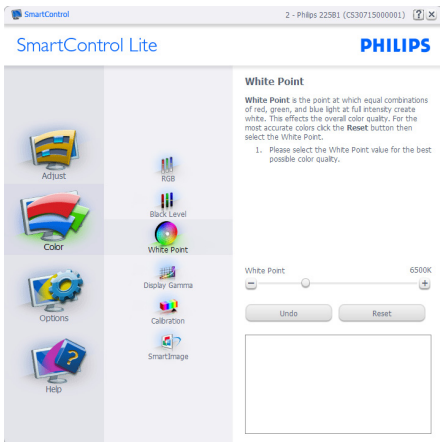 SmartControl
2 - Philips 225B1 (CS30715000001)
SmartControl Lite
PHILIPS
Adjust
Color
Options
Help
RGB
Black Level
White Point
Display Gamma
Calibration
SmartImage
White Point
White Point is the point at which equal combinations
of red, green, and blue light at full intensity create
white. This effects the overall color quality. For the
most accurate colors click the Reset button then
select the White Point.
1. Please select the White Point value for the best
possible color quality.
White Point 6500K
Undo Reset